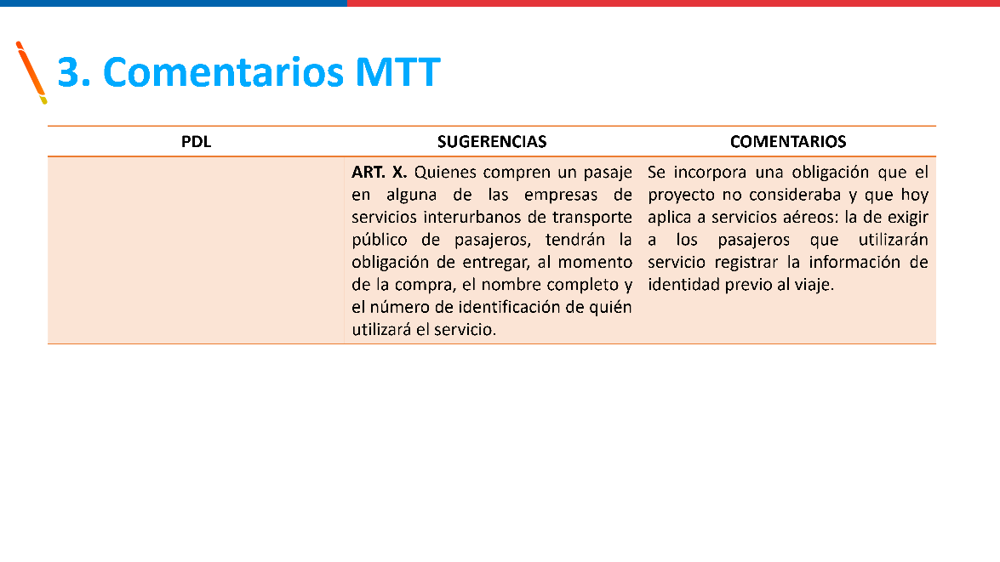 3. Comentarios MTT
PDL
SUGERENCIAS
COMENTARIOS
ART. X. Quienes compren un pasaje
en alguna de las empresas de
servicios interurbanos de transporte
público de pasajeros, tendrán la
obligación de entregar, al momento
de la compra, el nombre completo y
el número de identificación de quién
utilizará el servicio.
Se incorpora una obligación que el
proyecto no consideraba y que hoy
aplica a servicios aéreos: la de exigir
a los pasajeros que utilizarán
servicio registrar la información de
identidad previo al viaje.